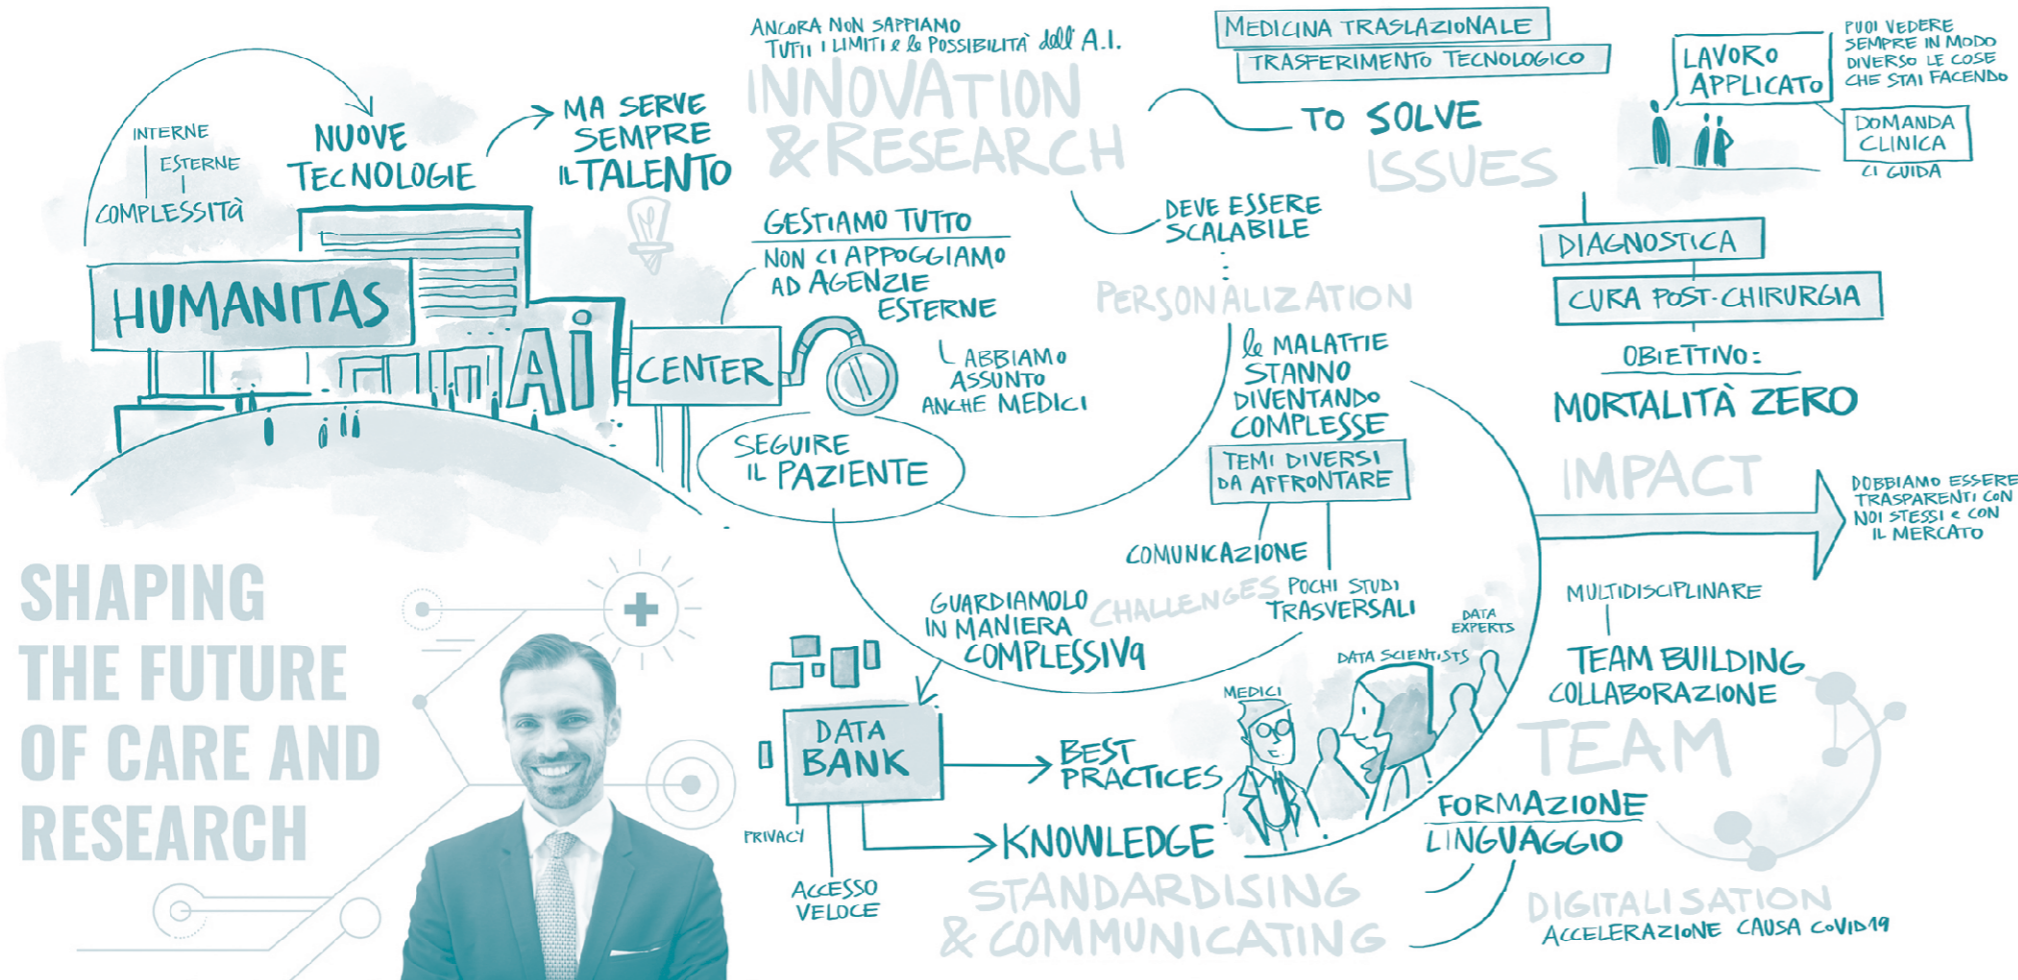 INTERNE
ESTERNE
COMPLESSITÀ
NUOVE
TECNOLOGIE
MA SERVE
SEMPRE
IL TALENTO
HUMANITAS
Ai
CENTER
GESTIAMO TUTTO
NON CI APPOGGIAMO
AD AGENZIE
ESTERNE
ABBIAMO
ASSUNTO
ANCHE MEDICI
SEGUIRE
IL PAZIENTE
ANCORA NON SAPPIAMO
TUTTI I LIMITI e le POSSIBILITÀ dell' A.I.
INNOVATION
& RESEARCH
MEDICINA TRASLAZIONALE
TRASFERIMENTO TECNOLOGICO
TO SOLVE
ISSUES
DEVE ESSERE
SCALABILE
PERSONALIZATION
le MALATTIE
STANNO
DIVENTANDO
COMPLESSE
TEMI DIVERSI
DA AFFRONTARE
COMUNICAZIONE
CHALLENGES
POCHI STUDI
TRASVERSALI
LAVORO
APPLICATO
PUOI VEDERE
SEMPRE IN MODO
DIVERSO LE COSE
CHE STAI FACENDO
DOMANDA
CLINICA
CI GUIDA
DIAGNOSTICA
CURA POST-CHIRURGIA
OBIETTIVO:
MORTALITÀ ZERO
IMPACT
DOBBIAMO ESSERE
TRASPARENTI CON
NOI STESSI e CON
IL MERCATO
SHAPING
THE FUTURE
OF CARE AND
RESEARCH
GUARDIAMOLO
IN MANIERA
COMPLESSIVA
DATA
BANK
PRIVACY
ACCESSO
VELOCE
BEST
PRACTICES
KNOWLEDGE
STANDARDISING
& COMMUNICATING
MEDICI
DATA SCIENTISTS
DATA
EXPERTS
MULTIDISCIPLINARE
TEAM BUILDING
COLLABORAZIONE
TEAM
FORMAZIONE
LINGUAGGIO
DIGITALISATION
ACCELERAZIONE CAUSA COVID19